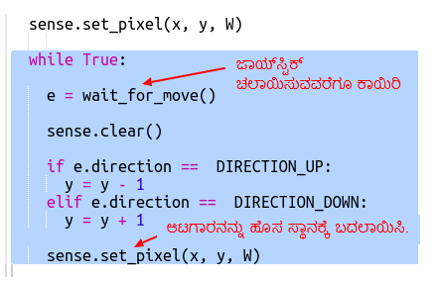 sense.set_pixel(x, y, W)
while True:
ಜಾಯ್‌ಸ್ಟಿಕ್
ಚಲಾಯಿಸುವವರೆಗೂ ಕಾಯಿರಿ
e = wait_for_move()
sense.clear()
if e.direction == DIRECTION_UP:
y = y - 1
elif e.direction == DIRECTION_DOWN:
y = y + 1
ಆಟಗಾರನನ್ನು ಹೊಸ ಸ್ಥಾನಕ್ಕೆ ಬದಲಾಯಿಸಿ.
sense.set_pixel(x, y, W)